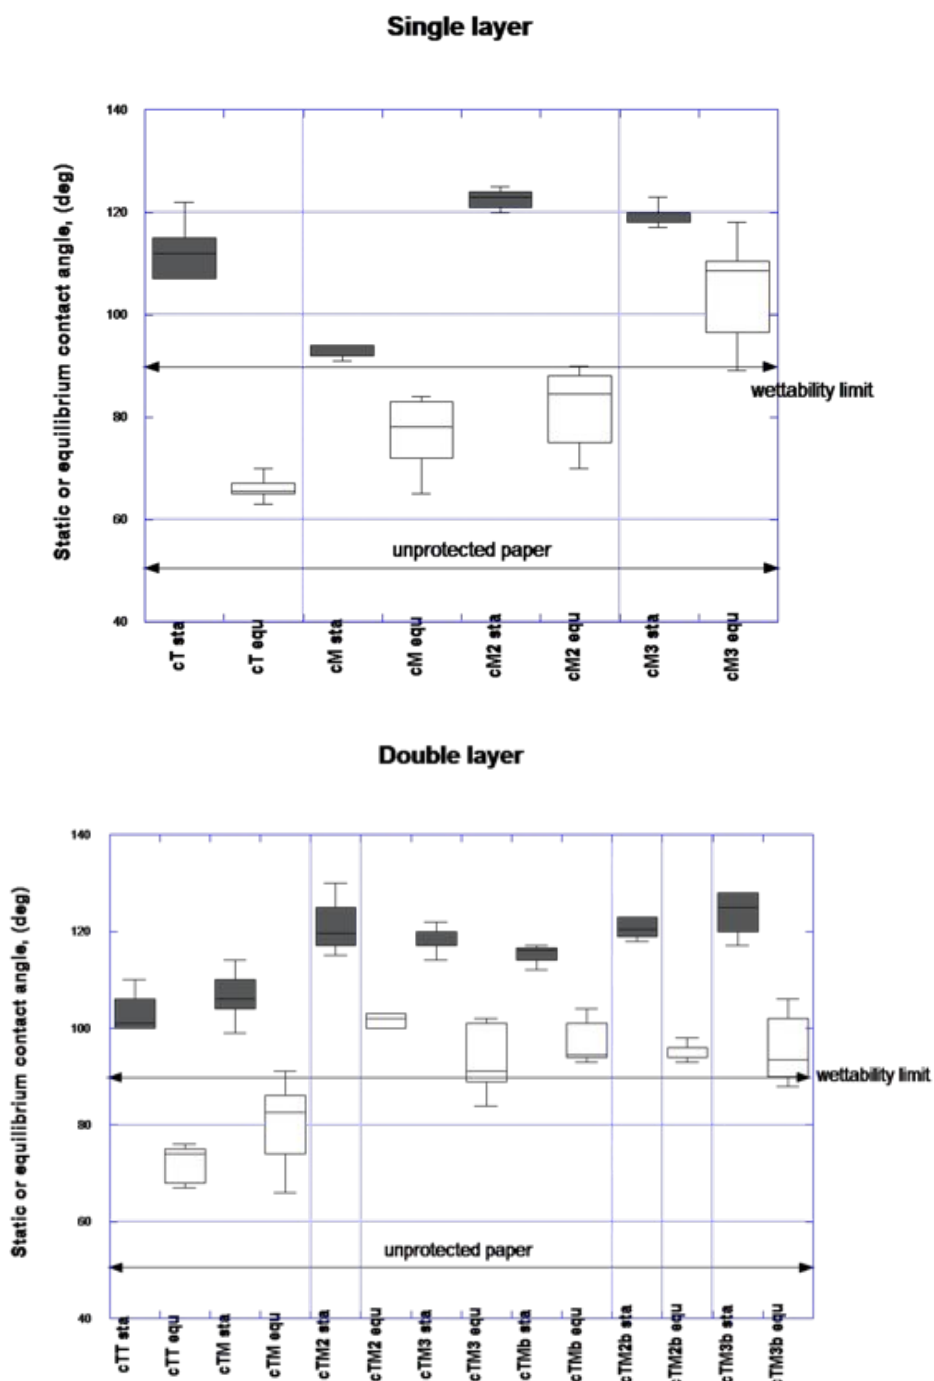 Single layer
Static or equilibrium contact angle, (deg)
140
120
100
80
60
40
wettability limit
unprotected paper
cT sta
cT equ
cM sta
cM equ
cM2 sta
cM2 equ
cM3 sta
cM3 equ
Double layer
Static or equilibrium contact angle, (deg)
140
120
100
80
60
40
wettability limit
unprotected paper
cTT sta
cTT equ
cTM sta
cTM equ
cTM2 sta
cTM2 equ
cTM3 sta
cTM3 equ
cTMb sta
cTMb equ
cTM2b sta
cTM2b equ
cTM3b sta
cTM3b equ